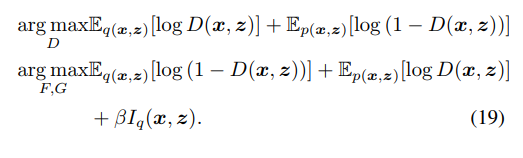 arg max_D 𝔼_{q(x,z)}[log D(x, z)] + 𝔼_{p(x,z)}[log (1 − D(x, z))]
arg max_{F,G} 𝔼_{q(x,z)}[log (1 − D(x, z))] + 𝔼_{p(x,z)}[log D(x, z)]
+ βI_q(x, z). (19)